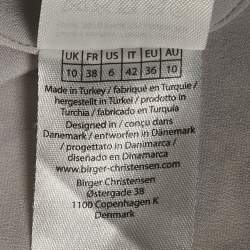 UK FR US IT EU AU
10 38 6 42 36 10
Made in Turkey / fabriqué en Turquie /
hergestellt in Türkei / prodotto in
Turchia / fabricado en Turquía
Designed in / conçu dans
Danemark / entworfen in Dänemark
/ progettato in Danimarca /
diseñado en Dinamarca
www.birger-christensen.com
Birger Christensen
Østergade 38
1100 Copenhagen K
Denmark